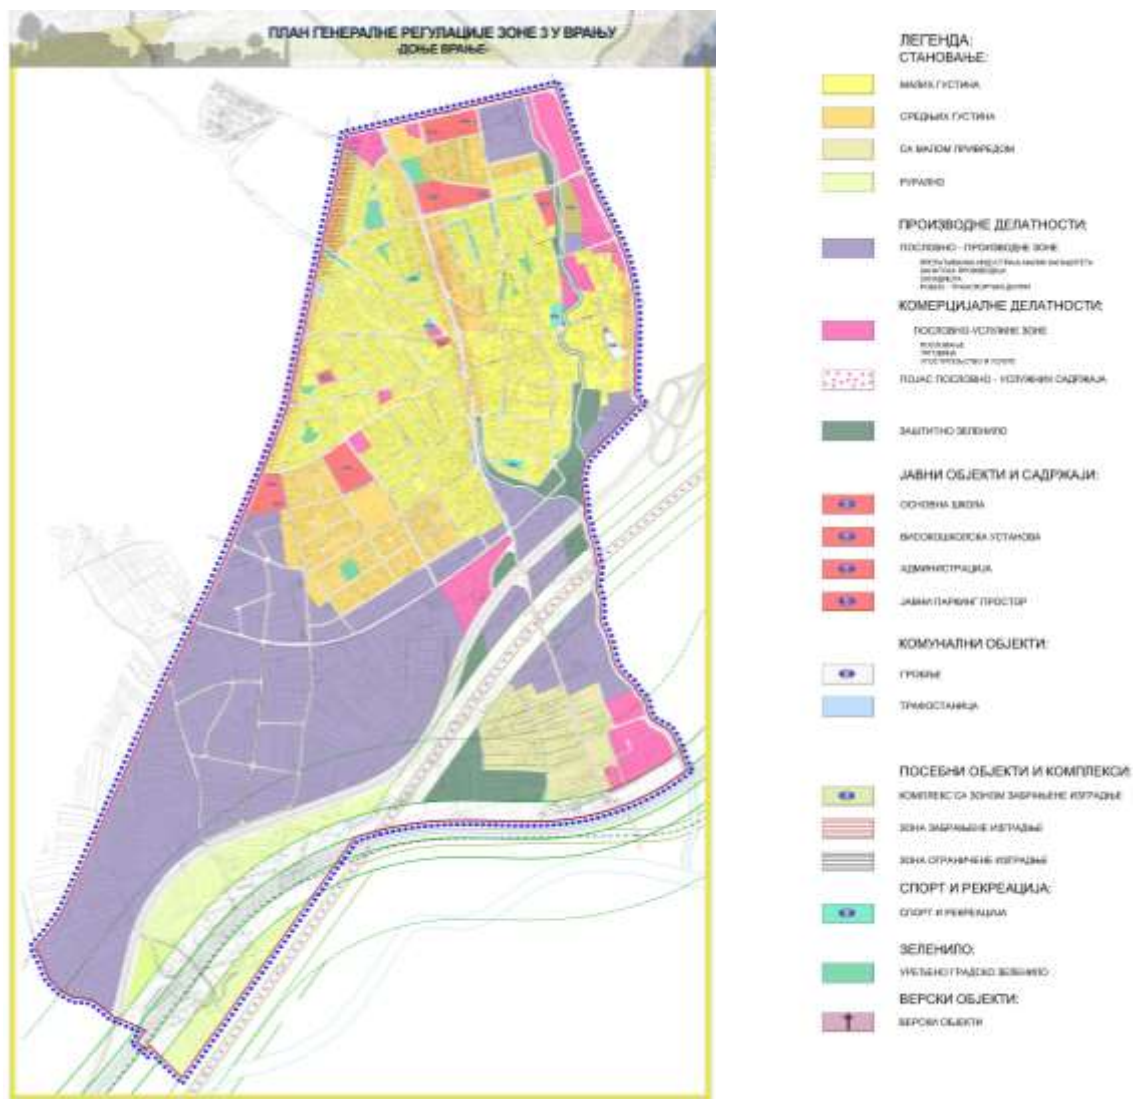 ПЛАН ГЕНЕРАЛНЕ РЕГУЛАЦИЈЕ ЗОНЕ 3 У ВРАЊУ
-ДОЊЕ ВРАЊЕ-
ЛЕГЕНДА:
СТАНОВАЊЕ:
МАЛИХ ГУСТИНА
СРЕДЊИХ ГУСТИНА
СА МАЛОМ ПРИВРЕДОМ
РУРАЛНО
ПРОИЗВОДНЕ ДЕЛАТНОСТИ:
ПОСЛОВНО - ПРОИЗВОДНЕ ЗОНЕ
КОМЕРЦИЈАЛНЕ ДЕЛАТНОСТИ:
ПОСЛОВНО-УСЛУЖНЕ ЗОНЕ
ПОСЛОВАЊЕ
ТРГОВИНА
ПОЈАС ПОСЛОВНО - УСЛУЖНИХ САДРЖАЈА
ЗАШТИТНО ЗЕЛЕНИЛО
ЈАВНИ ОБЈЕКТИ И САДРЖАЈИ:
ОСНОВНА ШКОЛА
ВИСОКОШКОЛСКА УСТАНОВА
АДМИНИСТРАЦИЈА
ЈАВНИ ПАРКИНГ ПРОСТОР
КОМУНАЛНИ ОБЈЕКТИ:
ГРОБЉЕ
ТРАФОСТАНИЦА
ПОСЕБНИ ОБЈЕКТИ И КОМПЛЕКСИ:
КОМПЛЕКС СА ЗОНОМ ЗАБРАЊЕНЕ ИЗГРАДЊЕ
ЗОНА ЗАБРАЊЕНЕ ИЗГРАДЊЕ
ЗОНА ОГРАНИЧЕНЕ ИЗГРАДЊЕ
СПОРТ И РЕКРЕАЦИЈА:
СПОРТ И РЕКРЕАЦИЈА
ЗЕЛЕНИЛО:
УРЕЂЕНО ГРАДСКО ЗЕЛЕНИЛО
ВЕРСКИ ОБЈЕКТИ:
ВЕРСКИ ОБЈЕКТИ